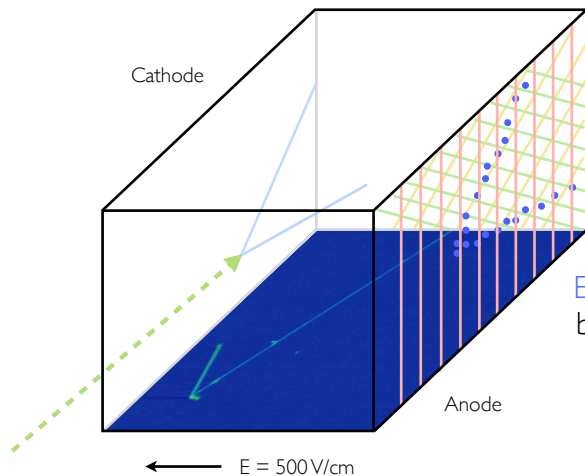 Cathode
E
b
Anode
E = 500 V/cm